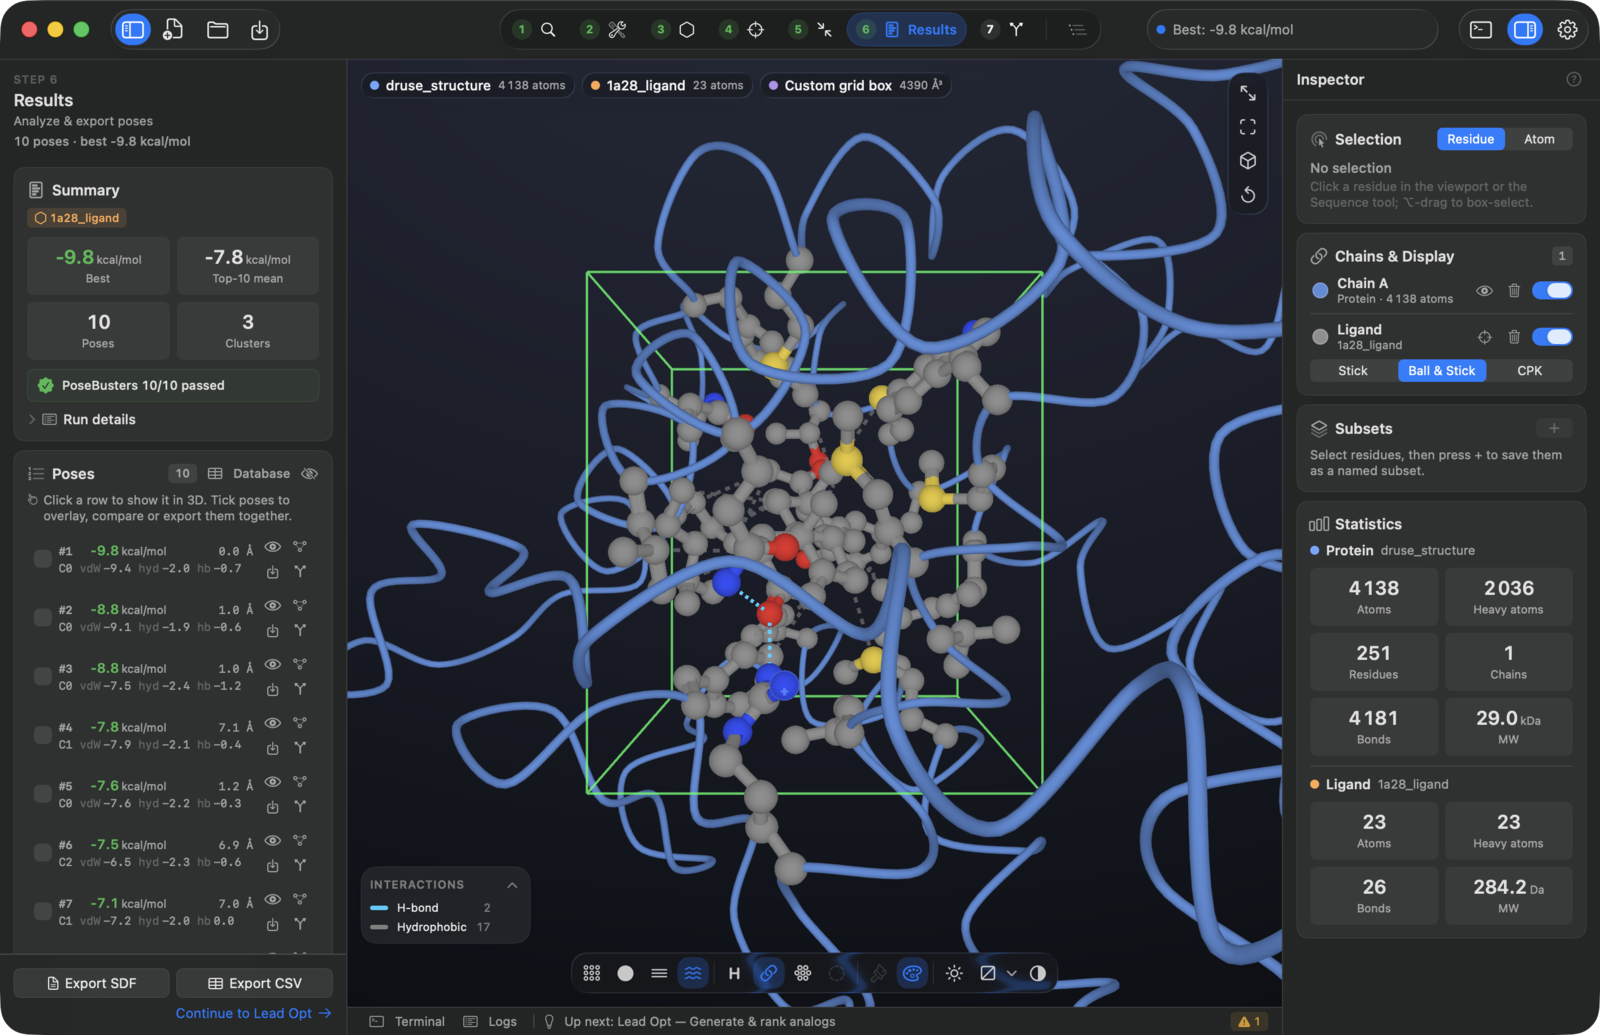 1
2
3
4
5
6 Results
7
Best: -9.8 kcal/mol
STEP 6
Results
Analyze & export poses
10 poses · best -9.8 kcal/mol
Summary
1a28_ligand
-9.8 kcal/mol
Best
-7.8 kcal/mol
Top-10 mean
10
Poses
3
Clusters
PoseBusters 10/10 passed
Run details
Poses 10 Database
Click a row to show it in 3D. Tick poses to
overlay, compare or export them together.
#1 -9.8 kcal/mol 0.0 Å
C0 vdW -9.4 hyd -2.0 hb -0.7
#2 -8.8 kcal/mol 1.0 Å
C0 vdW -9.1 hyd -1.9 hb -0.6
#3 -8.8 kcal/mol 1.0 Å
C0 vdW -7.5 hyd -2.4 hb -1.2
#4 -7.8 kcal/mol 7.1 Å
C1 vdW -7.9 hyd -2.1 hb -0.4
#5 -7.6 kcal/mol 1.2 Å
C0 vdW -7.6 hyd -2.2 hb -0.3
#6 -7.5 kcal/mol 6.9 Å
C2 vdW -6.5 hyd -2.3 hb -0.6
#7 -7.1 kcal/mol 7.0 Å
C1 vdW -7.2 hyd -2.0 hb 0.0
Export SDF
Export CSV
Continue to Lead Opt →
druse_structure 4 138 atoms
1a28_ligand 23 atoms
Custom grid box 4390 Å³
INTERACTIONS
H-bond 2
Hydrophobic 17
H
Terminal
Logs
Up next: Lead Opt — Generate & rank analogs
1
Inspector
?
Selection Residue Atom
No selection
Click a residue in the viewport or the
Sequence tool; ⌥-drag to box-select.
Chains & Display 1
Chain A
Protein · 4 138 atoms
Ligand
1a28_ligand
Stick Ball & Stick CPK
Subsets +
Select residues, then press + to save them
as a named subset.
Statistics
Protein druse_structure
4 138
Atoms
2 036
Heavy atoms
251
Residues
1
Chains
4 181
Bonds
29.0 kDa
MW
Ligand 1a28_ligand
23
Atoms
23
Heavy atoms
26
Bonds
284.2 Da
MW